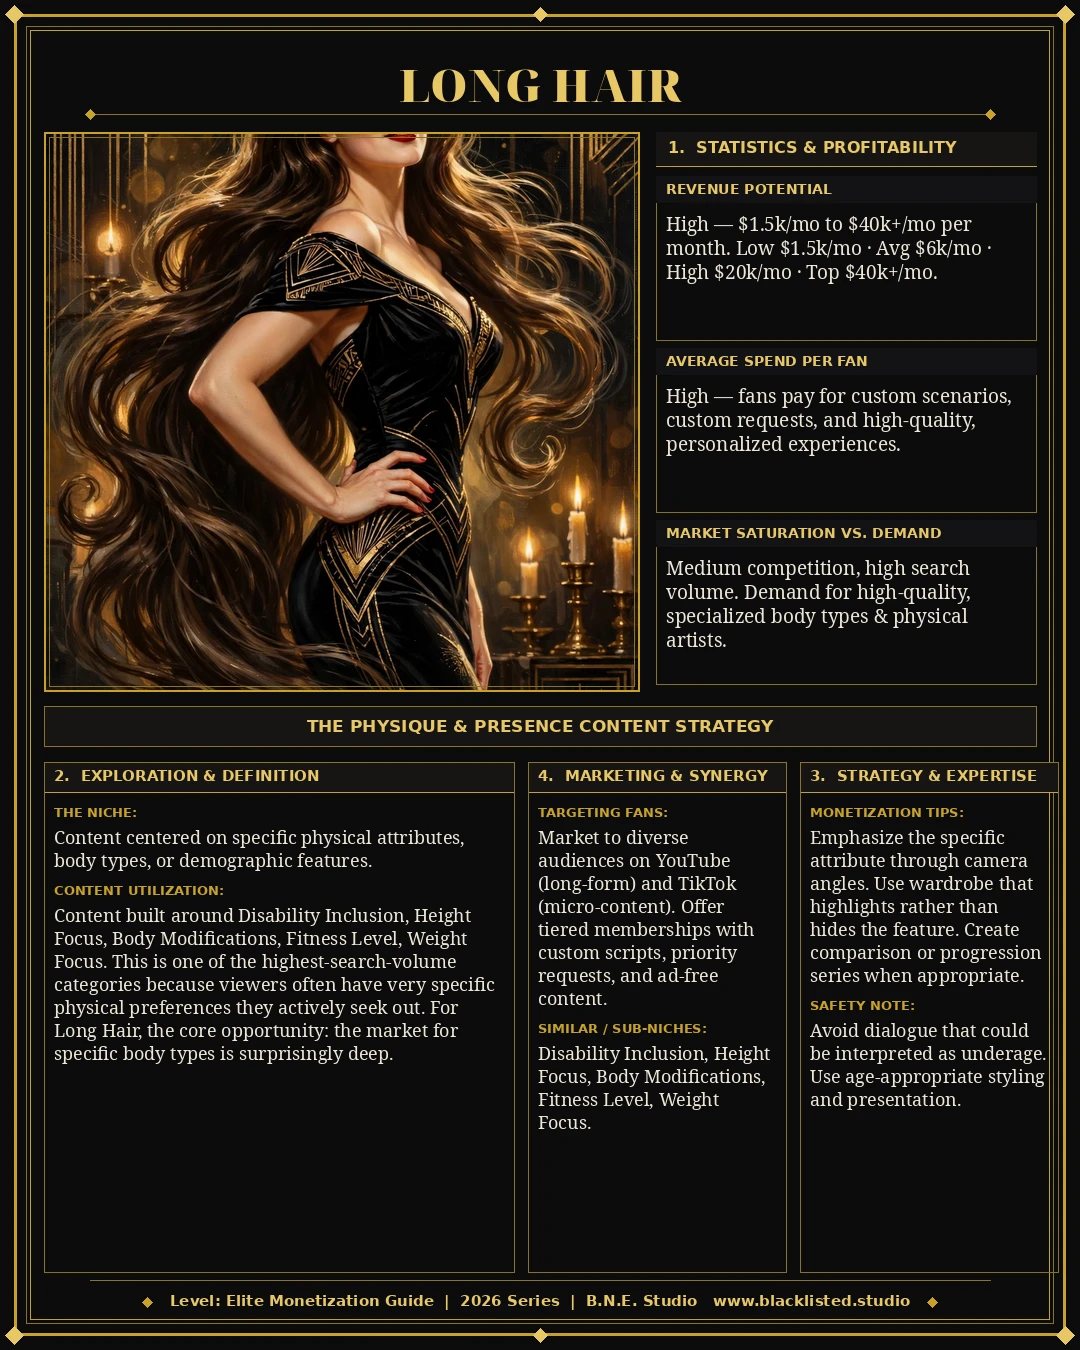 LONG HAIR
1. STATISTICS & PROFITABILITY
REVENUE POTENTIAL
High — $1.5k/mo to $40k+/mo per
month. Low $1.5k/mo · Avg $6k/mo ·
High $20k/mo · Top $40k+/mo.
AVERAGE SPEND PER FAN
High — fans pay for custom scenarios,
custom requests, and high-quality,
personalized experiences.
MARKET SATURATION VS. DEMAND
Medium competition, high search
volume. Demand for high-quality,
specialized body types & physical
artists.
THE PHYSIQUE & PRESENCE CONTENT STRATEGY
2. EXPLORATION & DEFINITION
THE NICHE:
Content centered on specific physical attributes,
body types, or demographic features.
CONTENT UTILIZATION:
Content built around Disability Inclusion, Height
Focus, Body Modifications, Fitness Level, Weight
Focus. This is one of the highest-search-volume
categories because viewers often have very specific
physical preferences they actively seek out. For
Long Hair, the core opportunity: the market for
specific body types is surprisingly deep.
4. MARKETING & SYNERGY
TARGETING FANS:
Market to diverse
audiences on YouTube
(long-form) and TikTok
(micro-content). Offer
tiered memberships with
custom scripts, priority
requests, and ad-free
content.
SIMILAR / SUB-NICHES:
Disability Inclusion, Height
Focus, Body Modifications,
Fitness Level, Weight
Focus.
3. STRATEGY & EXPERTISE
MONETIZATION TIPS:
Emphasize the specific
attribute through camera
angles. Use wardrobe that
highlights rather than
hides the feature. Create
comparison or progression
series when appropriate.
SAFETY NOTE:
Avoid dialogue that could
be interpreted as underage.
Use age-appropriate styling
and presentation.
Level: Elite Monetization Guide | 2026 Series | B.N.E. Studio www.blacklisted.studio